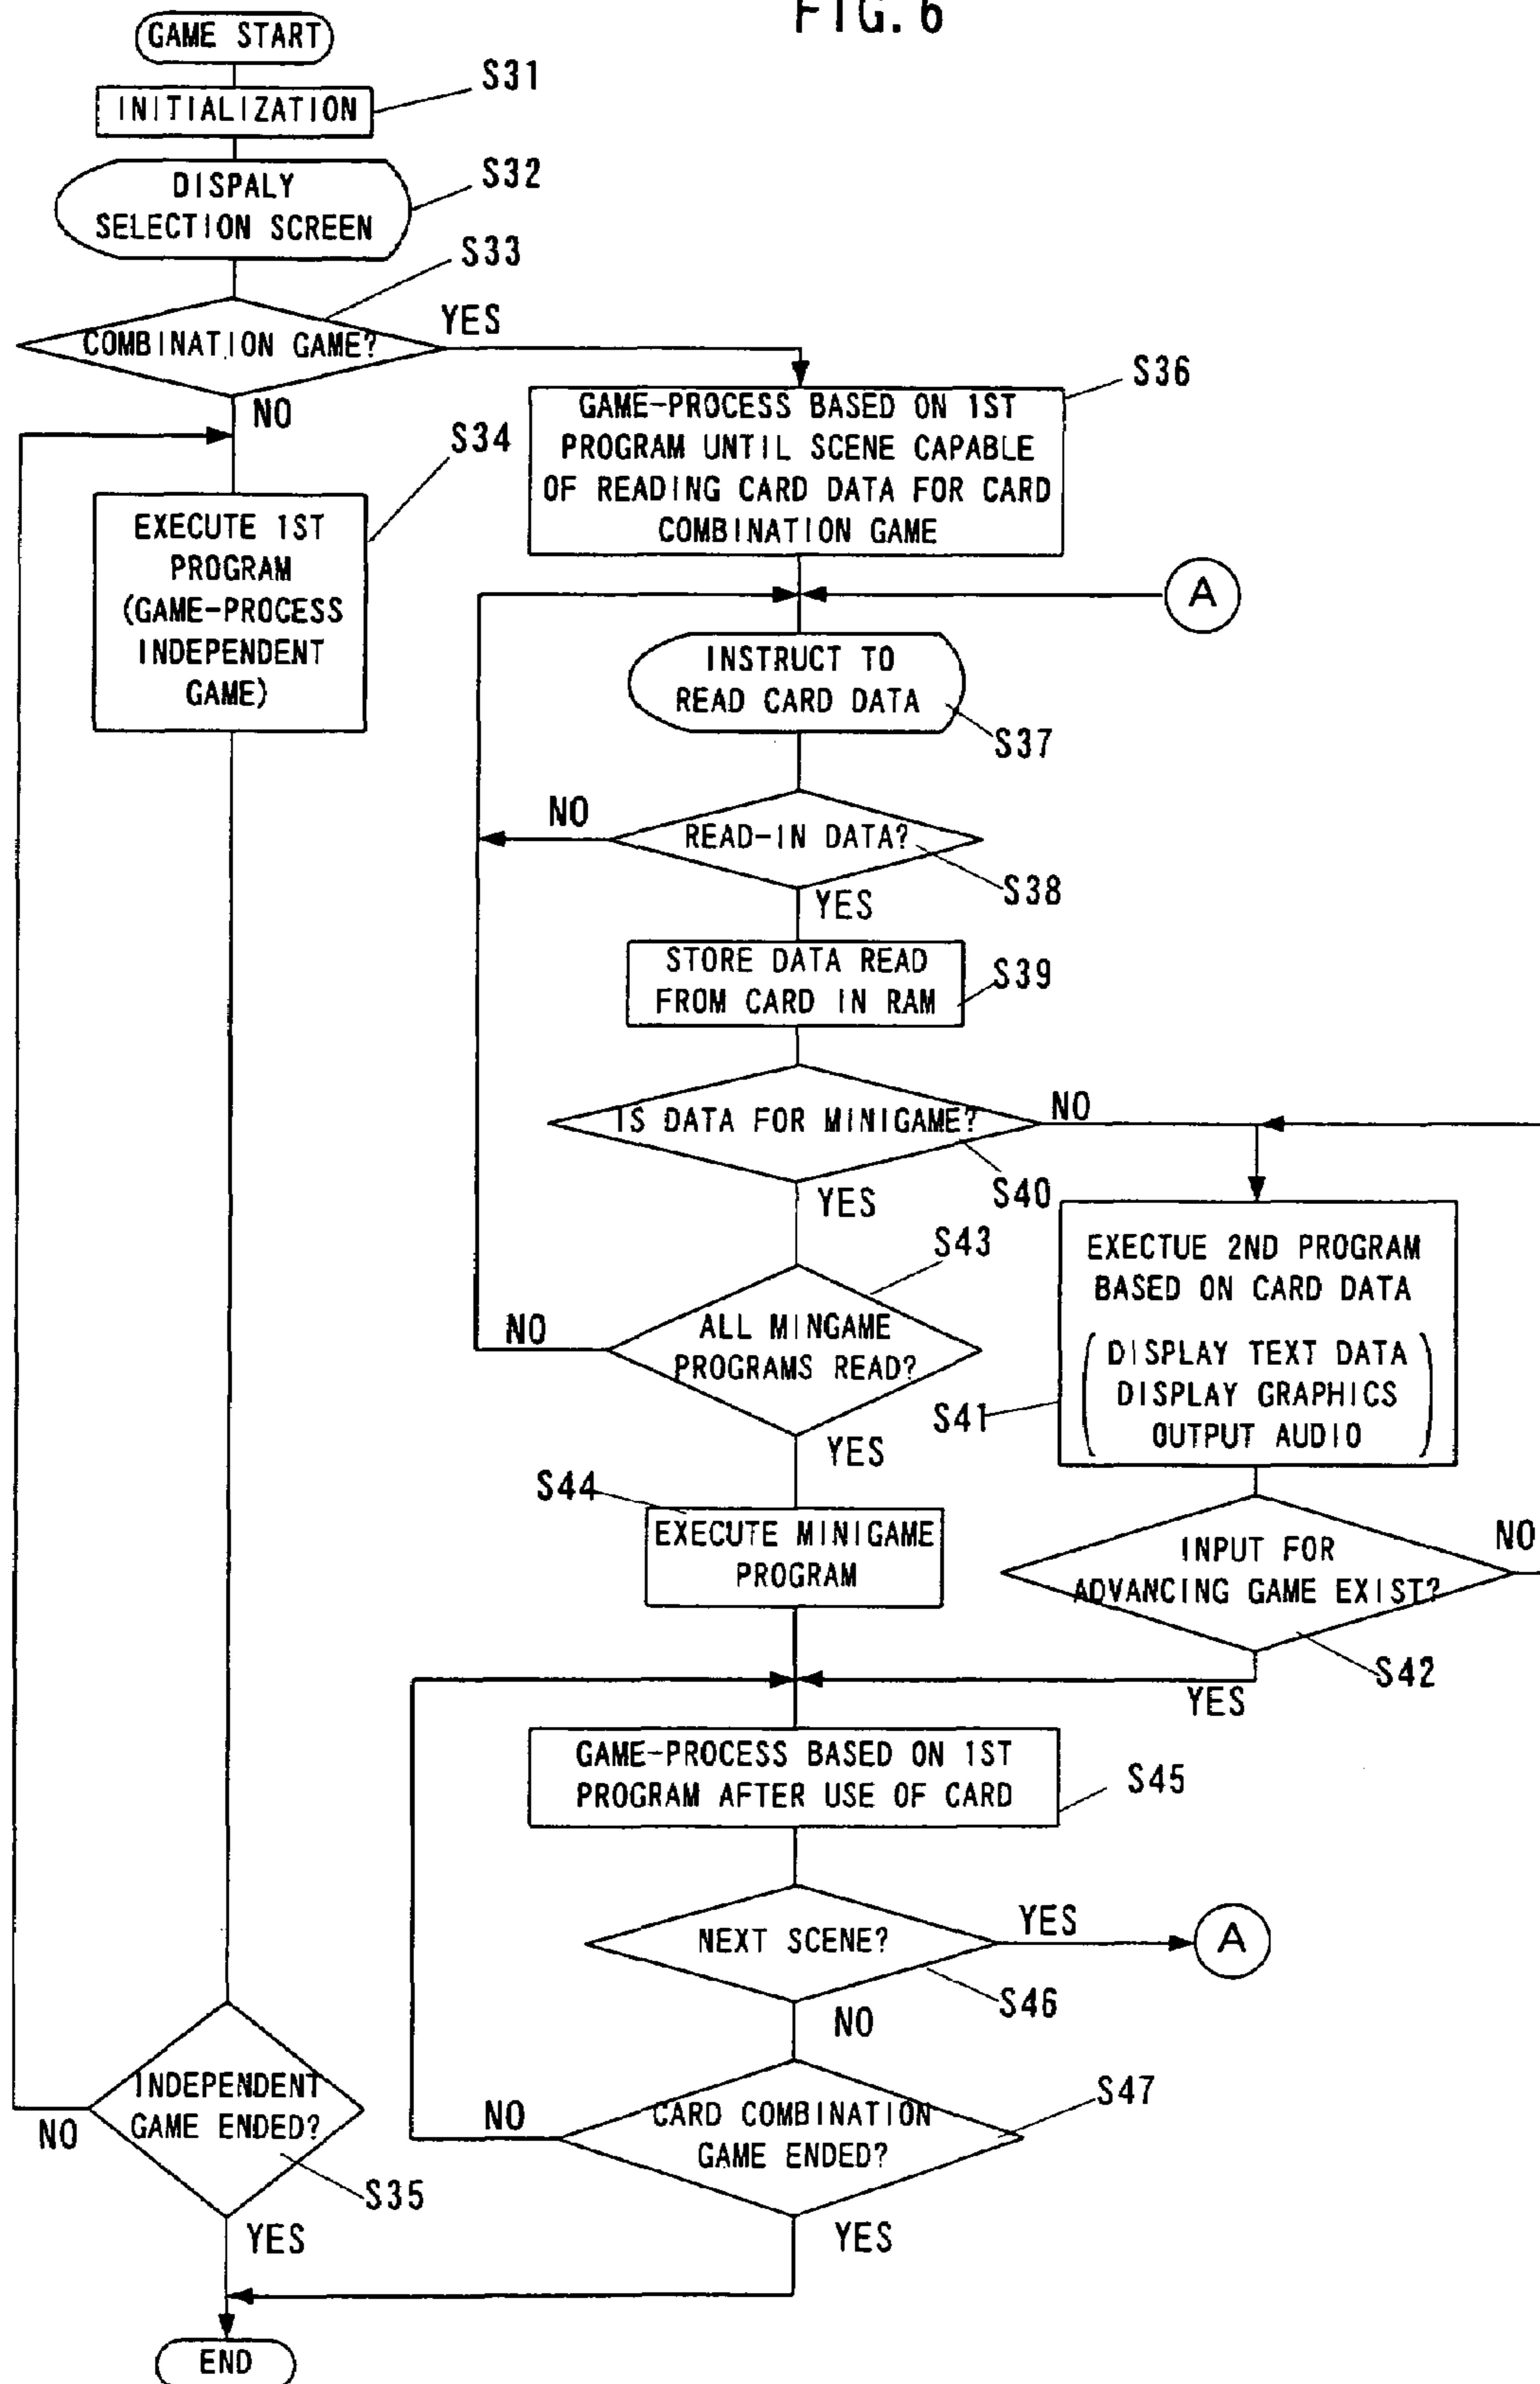 FIG. 6
GAME START
S31
INITIALIZATION
S32
DISPALY
SELECTION SCREEN
S33
COMBINATION GAME?
YES
NO
S34
EXECUTE 1ST
PROGRAM
(GAME-PROCESS
INDEPENDENT
GAME)
S36
GAME-PROCESS BASED ON 1ST
PROGRAM UNTIL SCENE CAPABLE
OF READING CARD DATA FOR CARD
COMBINATION GAME
A
INSTRUCT TO
READ CARD DATA
S37
NO
READ-IN DATA?
S38
YES
STORE DATA READ
FROM CARD IN RAM
S39
IS DATA FOR MINIGAME?
NO
S40
YES
S43
ALL MINGAME
PROGRAMS READ?
NO
YES
EXECTUE 2ND PROGRAM
BASED ON CARD DATA
DISPLAY TEXT DATA
DISPLAY GRAPHICS
OUTPUT AUDIO
S41
S44
EXECUTE MINIGAME
PROGRAM
INPUT FOR
ADVANCING GAME EXIST?
NO
S42
YES
GAME-PROCESS BASED ON 1ST
PROGRAM AFTER USE OF CARD
S45
NEXT SCENE?
YES
A
S46
NO
CARD COMBINATION
GAME ENDED?
S47
NO
YES
INDEPENDENT
GAME ENDED?
NO
S35
YES
END